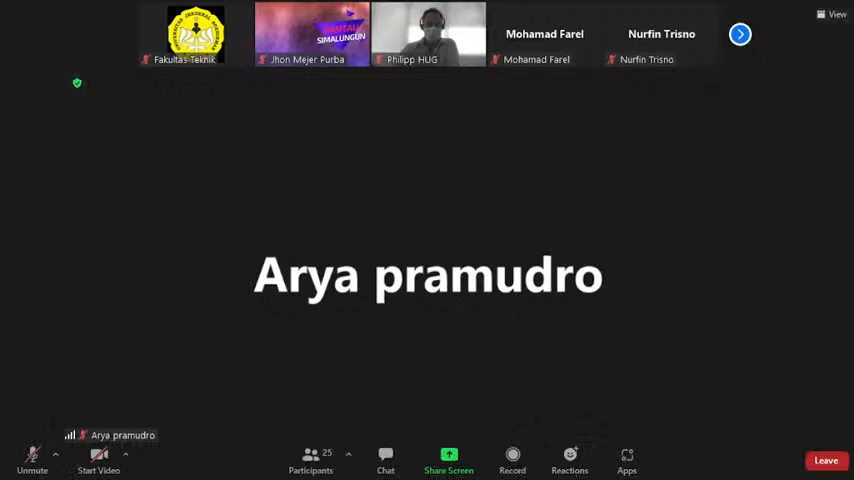 View
SIMALUNGUN
Mohamad Farel
Nurfin Trisno
Fakultas Teknik
Jhon Mejer Purba
Philipp HUG
Mohamad Farel
Nurfin Trisno
Arya pramudro
Arya pramudro
25
Unmute
Start Video
Participants
Chat
Share Screen
Record
Reactions
Apps
Leave